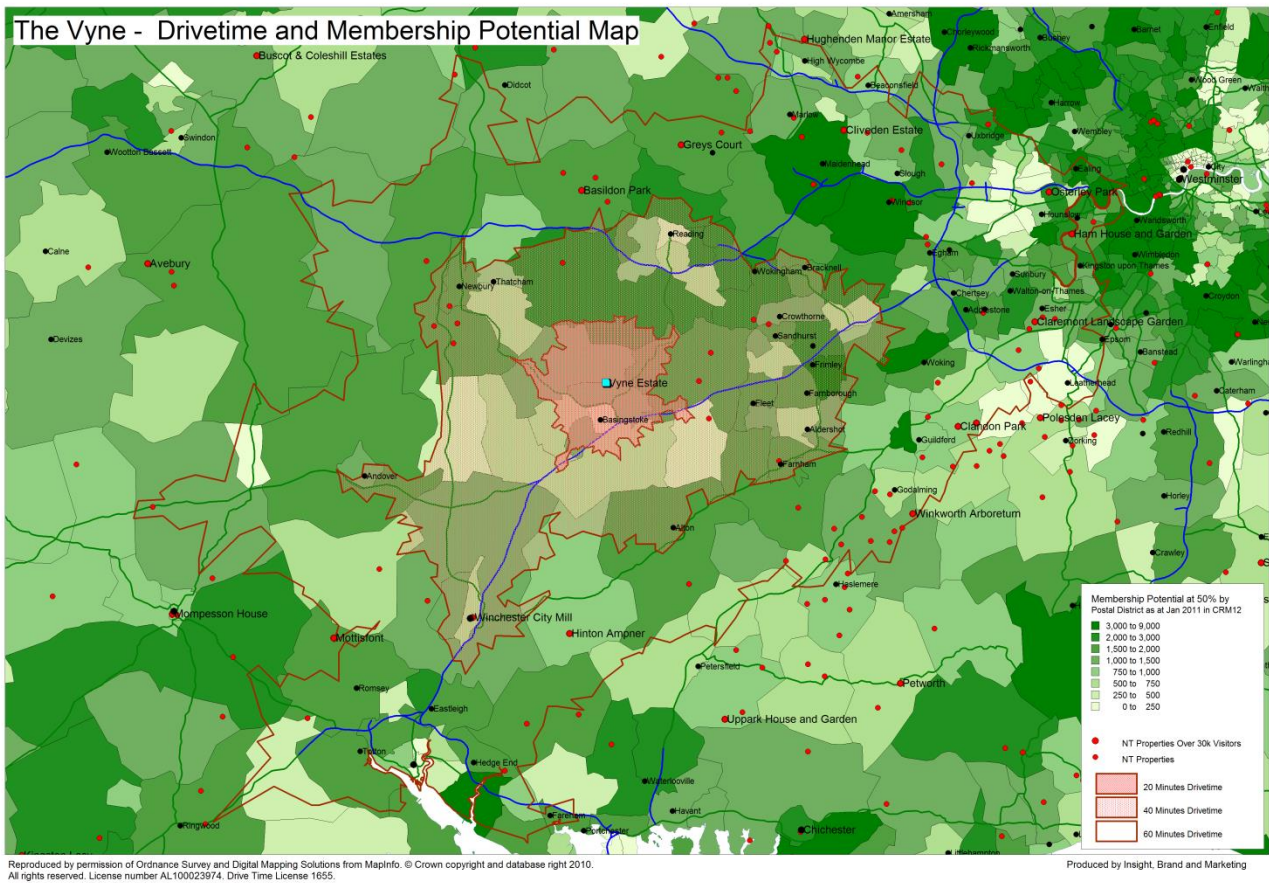 The Vyne -  Drivetime and Membership Potential Map
Amersham
Chorleywood
Rickmansworth
Bushey
Barnet
Enfield
Hughenden Manor Estate
High Wycombe
Buscot & Coleshill Estates
Didcot
Beaconsfield
Wood Green
Harrow
Marlow
Cliveden Estate
Uxbridge
Wembley
Swindon
Wootton Bassett
Greys Court
Maidenhead
Slough
Ealing
City
Westminster
Basildon Park
Windsor
Osterley Park
Hounslow
Wandsworth
Reading
Ham House and Garden
Calne
Egham
Wimbledon
Avebury
Wokingham
Bracknell
Kingston upon Thames
Sunbury
Newbury
Thatcham
Chertsey
Walton-on-Thames
Croydon
Crowthorne
Addlestone
Esher
Claremont Landscape Garden
Devizes
Sandhurst
Epsom
Banstead
Woking
Warlingham
Frimley
Vyne Estate
Leatherhead
Caterham
Fleet
Farnborough
Basingstoke
Polesden Lacey
Clandon Park
Aldershot
Redhill
Guildford
Dorking
Farnham
Andover
Godalming
Horley
Winkworth Arboretum
Alton
Crawley
Haslemere
Mompesson House
Winchester City Mill
Mottisfont
Hinton Ampner
Petersfield
Petworth
Romsey
Eastleigh
Uppark House and Garden
Totton
Hedge End
Waterlooville
Ringwood
Fareham
Portchester
Havant
Chichester
Littlehampton
Membership Potential at 50% by
Postal District as at Jan 2011 in CRM12
3,000 to 9,000
2,000 to 3,000
1,500 to 2,000
1,000 to 1,500
750 to 1,000
500 to 750
250 to 500
0 to 250
NT Properties Over 30k Visitors
NT Properties
20 Minutes Drivetime
40 Minutes Drivetime
60 Minutes Drivetime
Reproduced by permission of Ordnance Survey and Digital Mapping Solutions from MapInfo. © Crown copyright and database right 2010.
All rights reserved. License number AL100023974. Drive Time License 1655.
Produced by Insight, Brand and Marketing